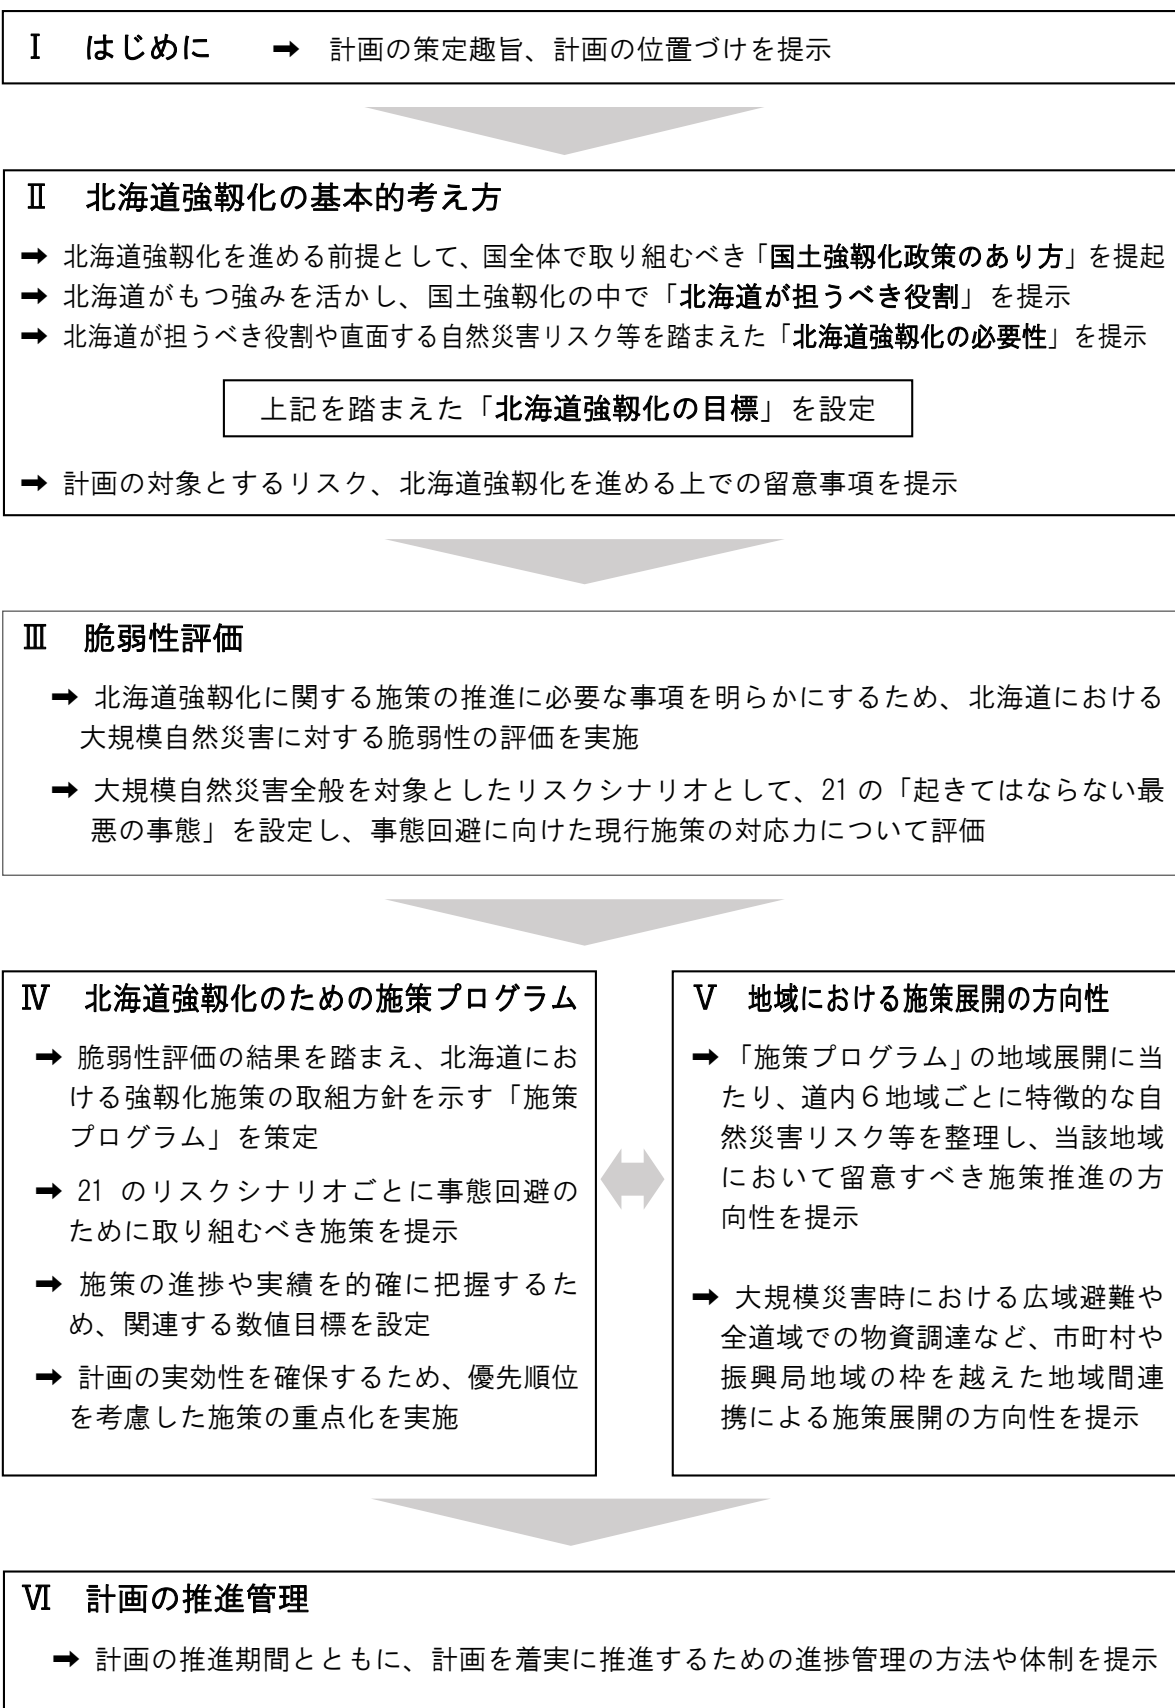 Ⅰ はじめに ➡ 計画の策定趣旨、計画の位置づけを提示
Ⅱ 北海道強靱化の基本的考え方
➡ 北海道強靱化を進める前提として、国全体で取り組むべき「国土強靱化政策のあり方」を提起
➡ 北海道がもつ強みを活かし、国土強靱化の中で「北海道が担うべき役割」を提示
➡ 北海道が担うべき役割や直面する自然災害リスク等を踏まえた「北海道強靱化の必要性」を提示
上記を踏まえた「北海道強靱化の目標」を設定
➡ 計画の対象とするリスク、北海道強靱化を進める上での留意事項を提示
Ⅲ 脆弱性評価
➡ 北海道強靱化に関する施策の推進に必要な事項を明らかにするため、北海道における
大規模自然災害に対する脆弱性の評価を実施
➡ 大規模自然災害全般を対象としたリスクシナリオとして、21 の「起きてはならない最
悪の事態」を設定し、事態回避に向けた現行施策の対応力について評価
Ⅳ 北海道強靱化のための施策プログラム
➡ 脆弱性評価の結果を踏まえ、北海道にお
ける強靱化施策の取組方針を示す「施策
プログラム」を策定
➡ 21 のリスクシナリオごとに事態回避の
ために取り組むべき施策を提示
➡ 施策の進捗や実績を的確に把握するた
め、関連する数値目標を設定
➡ 計画の実効性を確保するため、優先順位
を考慮した施策の重点化を実施
Ⅴ 地域における施策展開の方向性
➡ 「施策プログラム」の地域展開に当
たり、道内６地域ごとに特徴的な自
然災害リスク等を整理し、当該地域
において留意すべき施策推進の方
向性を提示
➡ 大規模災害時における広域避難や
全道域での物資調達など、市町村や
振興局地域の枠を越えた地域間連
携による施策展開の方向性を提示
Ⅵ 計画の推進管理
➡ 計画の推進期間とともに、計画を着実に推進するための進捗管理の方法や体制を提示